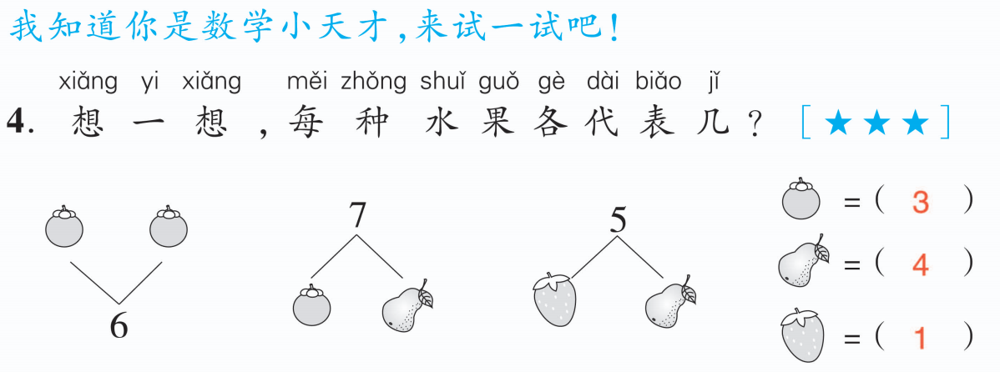 我知道你是数学小天才,来试一试吧!
xiǎng yi xiǎng měi zhǒng shuǐ guǒ gè dài biǎo jǐ
4. 想一想,每种水果各代表几? [★★★]
7 5
6
=( 3 )
=( 4 )
=( 1 )